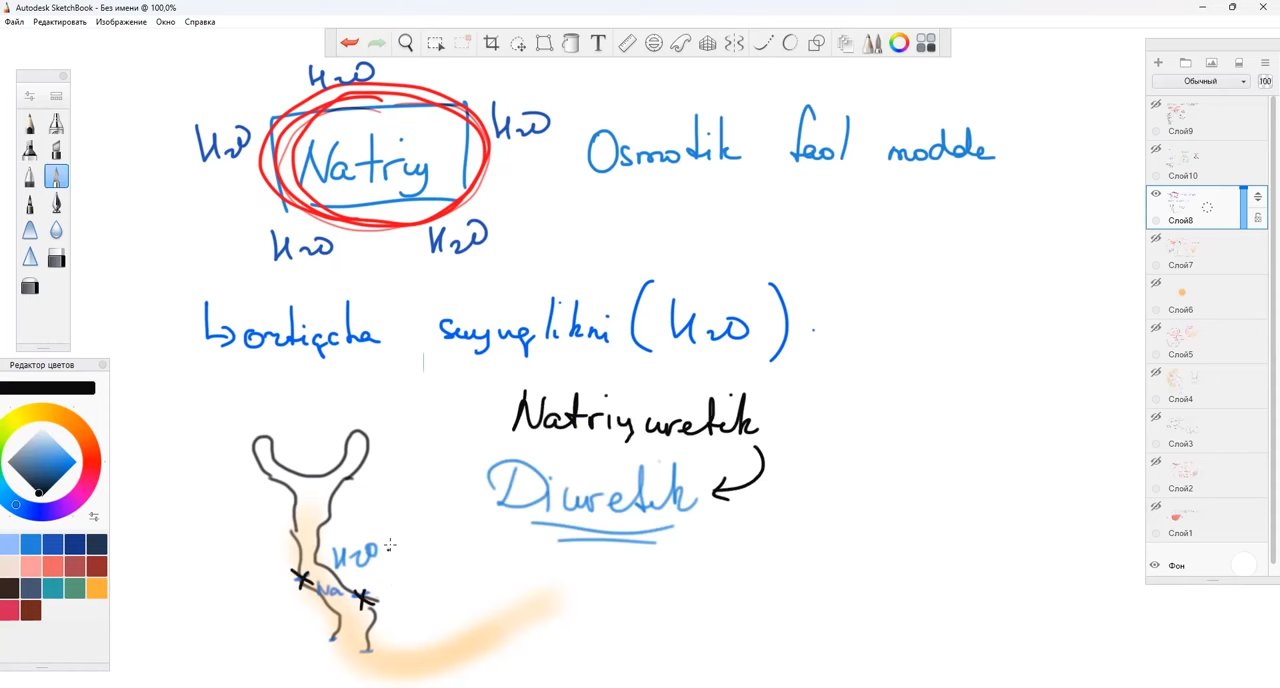 Autodesk SketchBook - Без имени @ 100,0%
Файл Редактировать Изображение Окно Справка
Обычный 100
Слой9
Слой10
Слой8
Слой7
Слой6
Слой5
Слой4
Слой3
Слой2
Слой1
Фон
Редактор цветов
H2O
H2O Natriy H2O Osmotik faol modda
H2O H2O
ortiqcha suyuqlikni (H2O)
Natriyuretik
Diuretik
H2O
Na